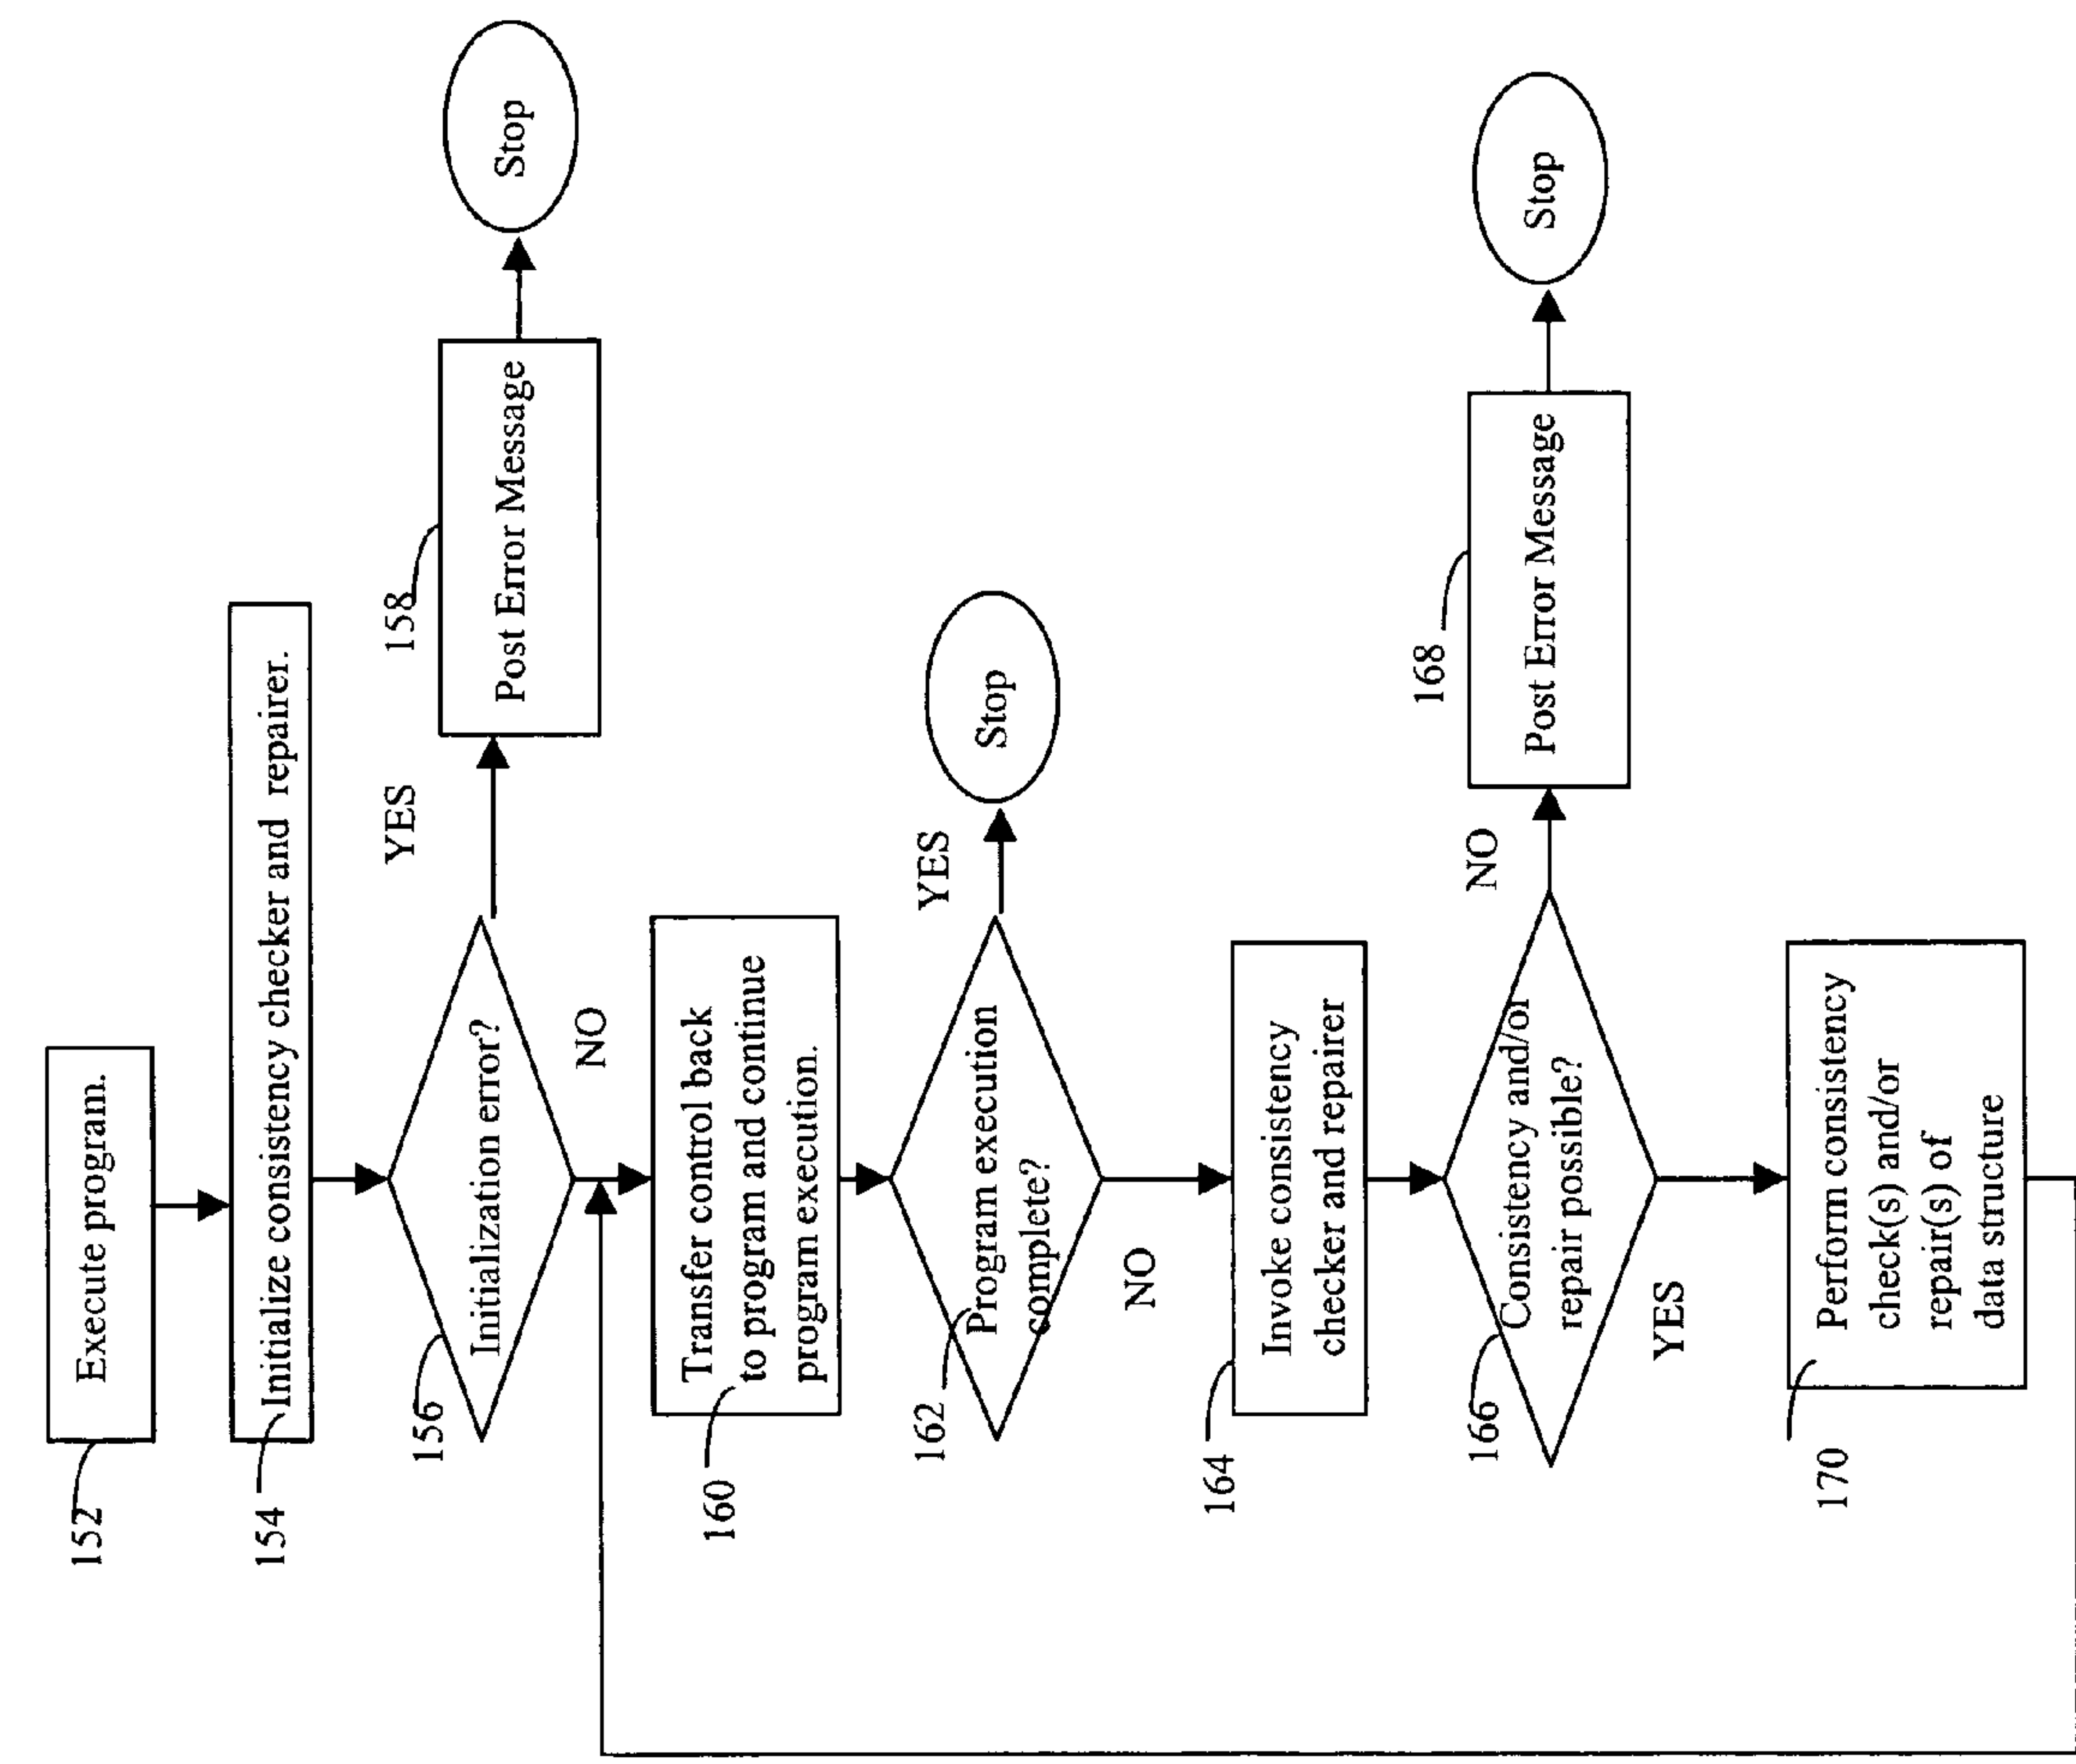 152
Execute program.
154
Initialize consistency checker and repairer.
156
Initialization error?
YES
158
Post Error Message
Stop
NO
160
Transfer control back
to program and continue
program execution.
162
Program execution
complete?
YES
Stop
NO
164
Invoke consistency
checker and repairer
166
Consistency and/or
repair possible?
NO
168
Post Error Message
Stop
YES
170
Perform consistency
check(s) and/or
repair(s) of
data structure